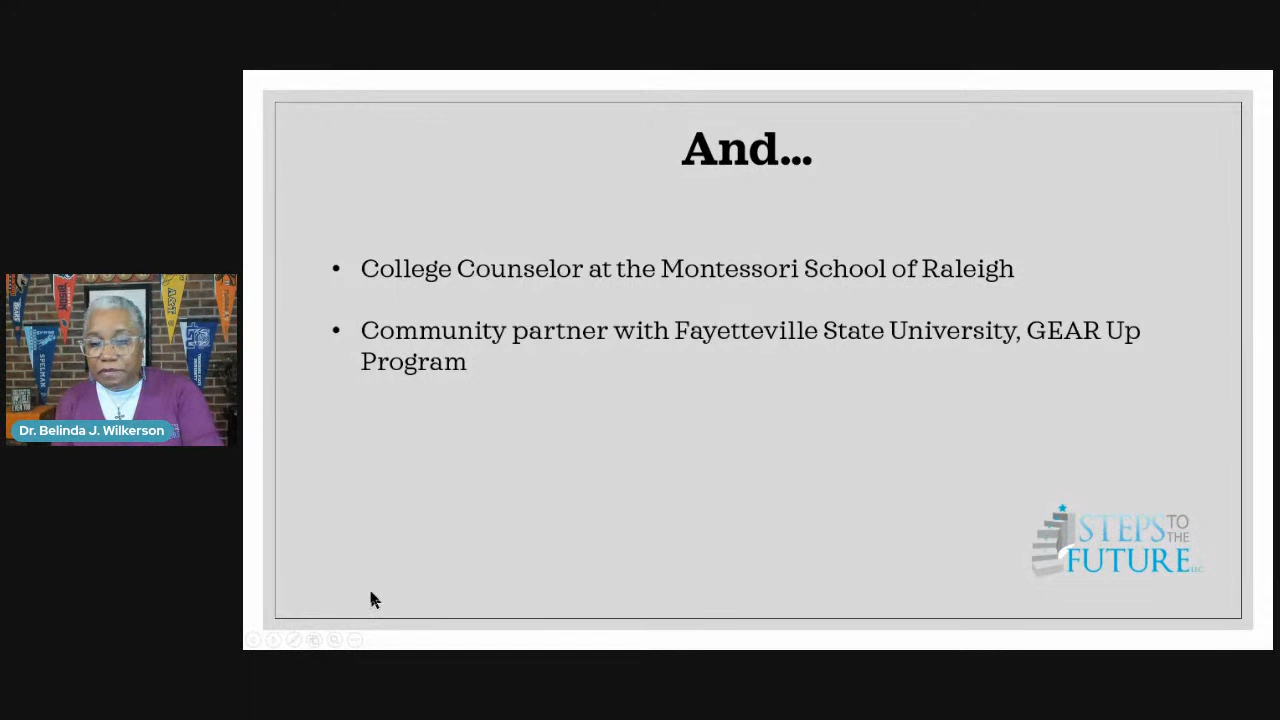 And...
• College Counselor at the Montessori School of Raleigh
• Community partner with Fayetteville State University, GEAR Up
Program
STEPS TO
THE
FUTURE LLC
SPELMAN
Dr. Belinda J. Wilkerson